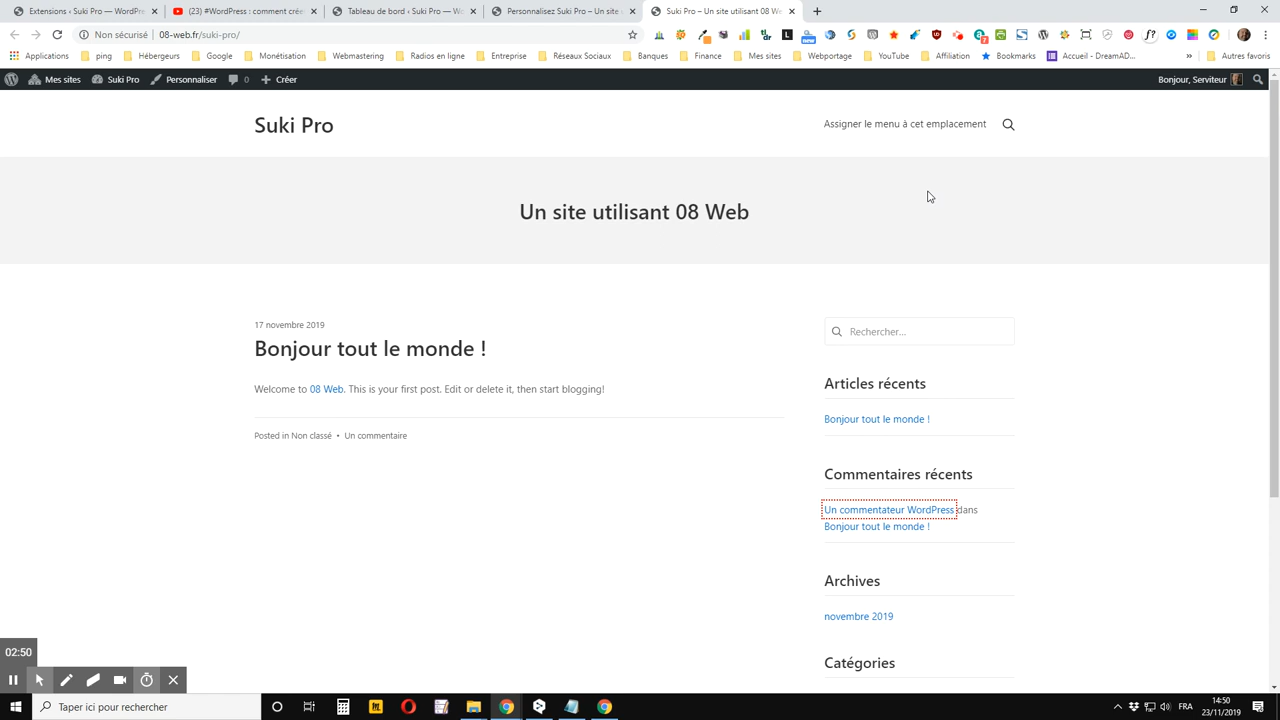 Extensions ‹ Suki Pro — WordPre
(23) #WordPress : comment créer
Tableau de bord ‹ Suki Pro — Wo
Personnalisez Suki Pro – Un site u
Suki Pro – Un site utilisant 08 Web
Non sécurisé 08-web.fr/suki-pro/
Applications ping Hébergeurs Google Monétisation Webmastering Radios en ligne Entreprise Réseaux Sociaux Banques Finance Mes sites Webportage YouTube Affiliation Bookmarks Accueil - DreamAD... » Autres favoris
Mes sites Suki Pro Personnaliser 0 Créer Bonjour, Serviteur
Suki Pro
Assigner le menu à cet emplacement
Un site utilisant 08 Web
17 novembre 2019
Bonjour tout le monde !
Welcome to 08 Web. This is your first post. Edit or delete it, then start blogging!
Posted in Non classé • Un commentaire
Rechercher...
Articles récents
Bonjour tout le monde !
Commentaires récents
Un commentateur WordPress dans
Bonjour tout le monde !
Archives
novembre 2019
Catégories
02:50
Taper ici pour rechercher
FRA
14:50
23/11/2019